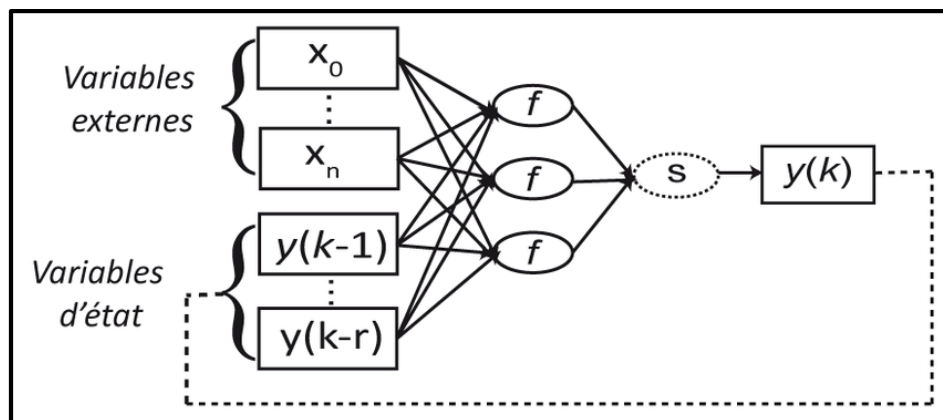 Variables
externes
x₀
xₙ
Variables
d'état
y(k-1)
y(k-r)
f
f
f
s
y(k)